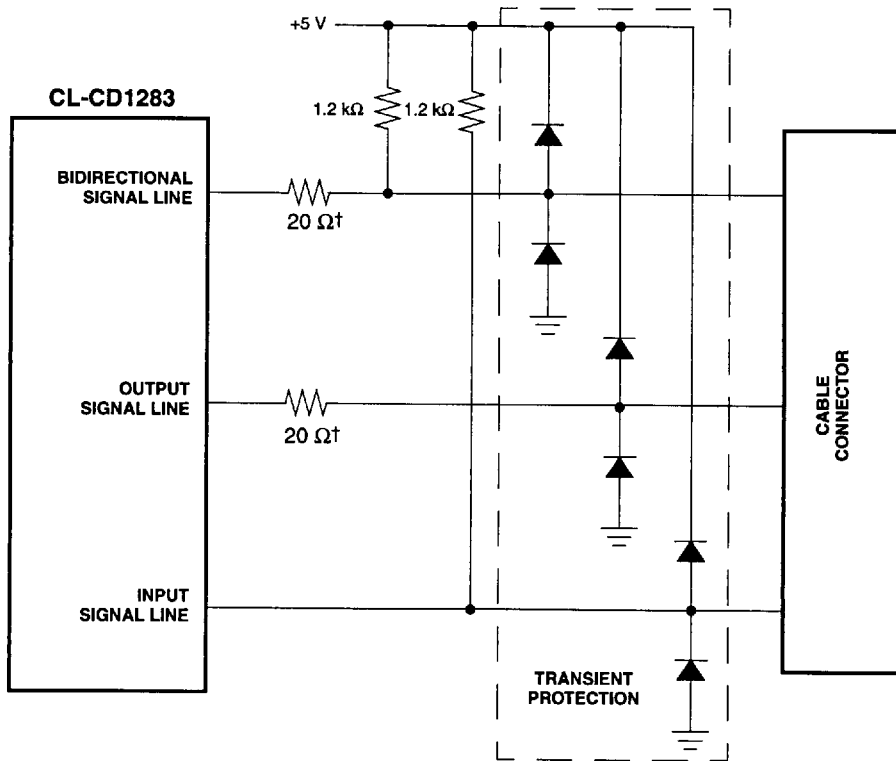 +5 V
CL-CD1283
1.2 kΩ
1.2 kΩ
BIDIRECTIONAL
SIGNAL LINE
20 Ω†
OUTPUT
SIGNAL LINE
20 Ω†
CABLE
CONNECTOR
INPUT
SIGNAL LINE
TRANSIENT
PROTECTION